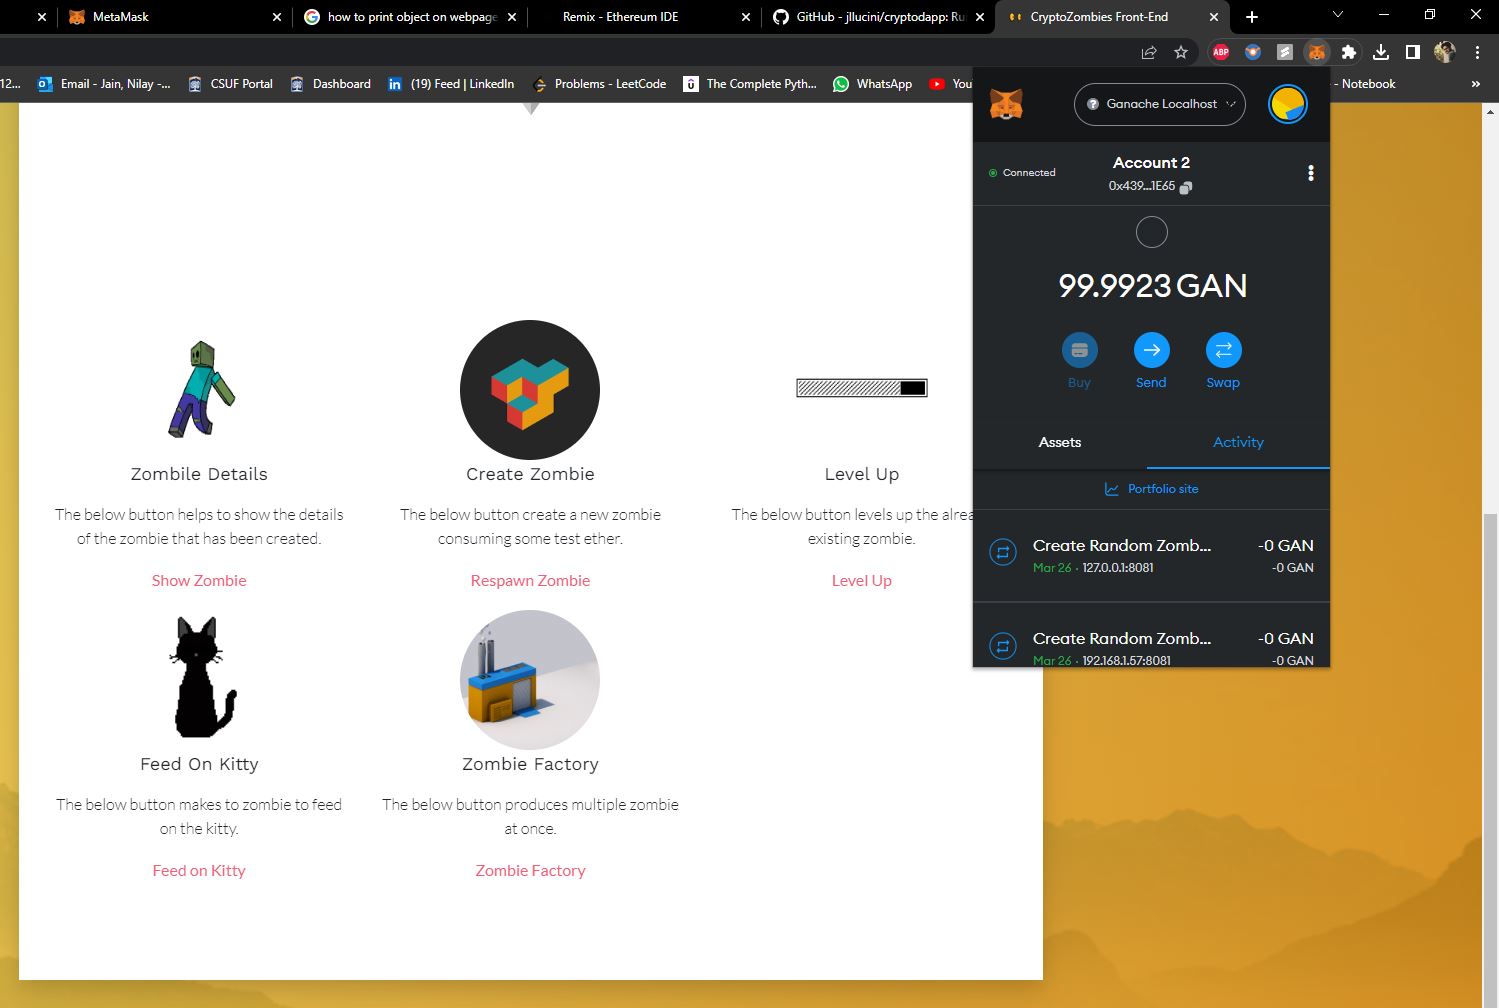 MetaMask
how to print object on webpage
Remix - Ethereum IDE
GitHub - jllucini/cryptodapp: Ru
CryptoZombies Front-End
ABP
12...
Email - Jain, Nilay -...
CSUF Portal
Dashboard
in
(19) Feed | LinkedIn
Problems - LeetCode
The Complete Pyth...
WhatsApp
You
- Notebook
»
Ganache Localhost
Connected
Account 2
0x439...1E65
99.9923 GAN
Buy
Send
Swap
Assets
Activity
Portfolio site
Create Random Zomb...
-0 GAN
Mar 26 · 127.0.0.1:8081
-0 GAN
Create Random Zomb...
-0 GAN
Mar 26 · 192.168.1.57:8081
-0 GAN
Zombile Details
The below button helps to show the details
of the zombie that has been created.
Show Zombie
Create Zombie
The below button create a new zombie
consuming some test ether.
Respawn Zombie
Level Up
The below button levels up the alrea
existing zombie.
Level Up
Feed On Kitty
The below button makes to zombie to feed
on the kitty.
Feed on Kitty
Zombie Factory
The below button produces multiple zombie
at once.
Zombie Factory